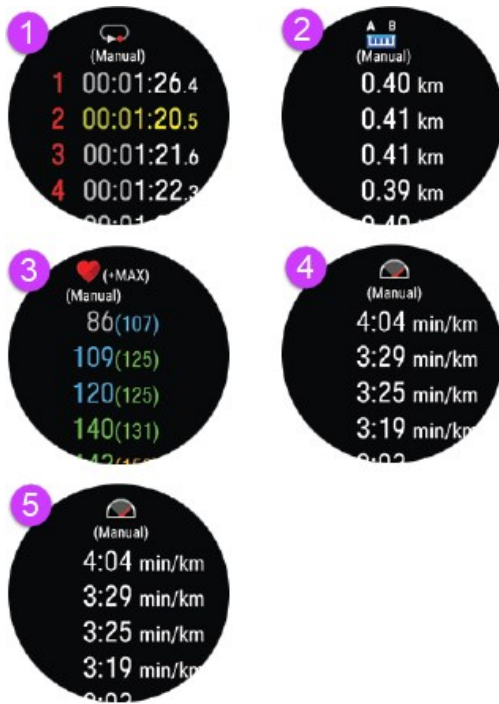 1
(Manual)
1 00:01:26.4
2 00:01:20.5
3 00:01:21.6
4 00:01:22.3
2
A B
(Manual)
0.40 km
0.41 km
0.41 km
0.39 km
3
(+MAX)
(Manual)
86(107)
109(125)
120(125)
140(131)
4
(Manual)
4:04 min/km
3:29 min/km
3:25 min/km
3:19 min/km
5
(Manual)
4:04 min/km
3:29 min/km
3:25 min/km
3:19 min/km